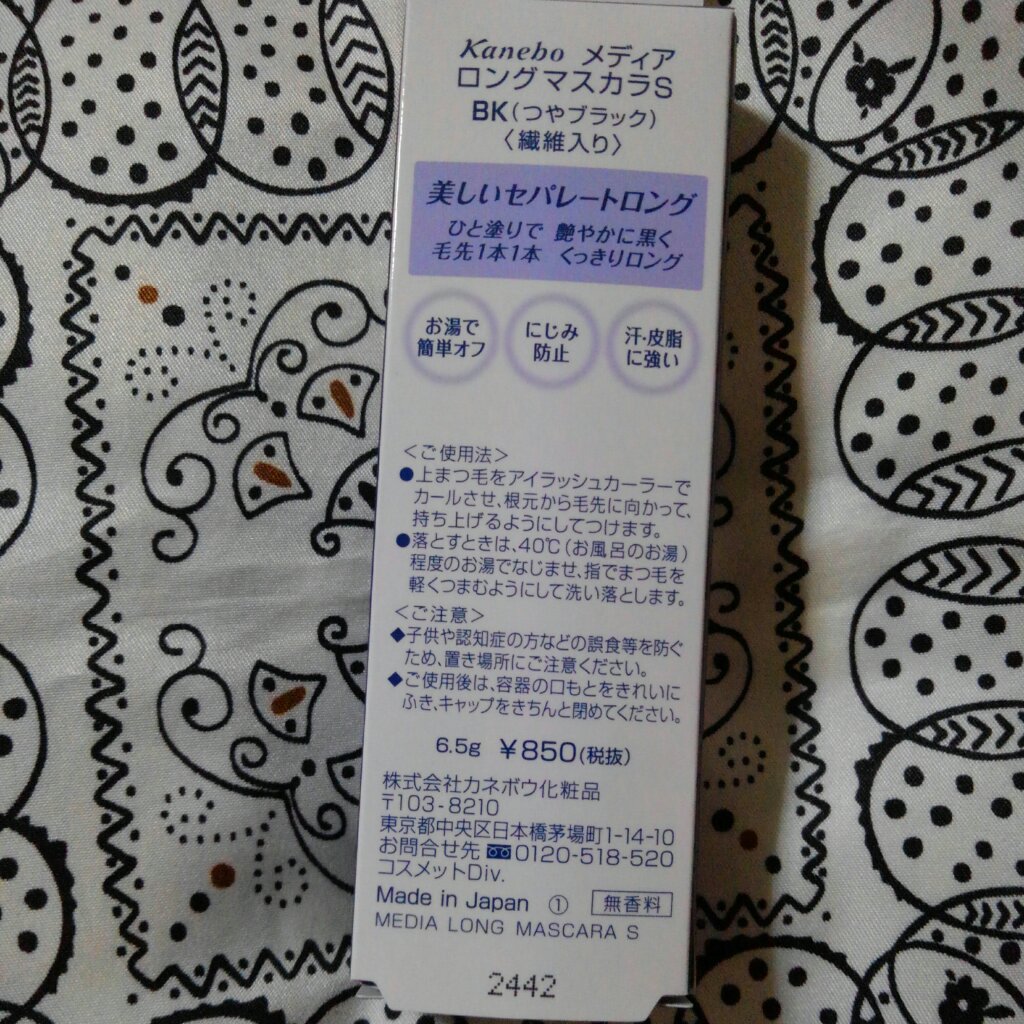 Kanebo メディア
ロングマスカラS
BK(つやブラック)
〈繊維入り〉
美しいセパレートロング
ひと塗りで 艶やかに黒く
毛先1本1本 くっきりロング
お湯で
簡単オフ
にじみ
防止
汗・皮脂
に強い
＜ご使用法＞
●上まつ毛をアイラッシュカーラーで
カールさせ、根元から毛先に向かって、
持ち上げるようにしてつけます。
●落とすときは、40℃(お風呂のお湯)
程度のお湯でなじませ、指でまつ毛を
軽くつまむようにして洗い落とします。
＜ご注意＞
◆子供や認知症の方などの誤食等を防ぐ
ため、置き場所にご注意ください。
◆ご使用後は、容器の口もとをきれいに
ふき、キャップをきちんと閉めてください。
6.5g ￥850(税抜)
株式会社カネボウ化粧品
〒103-8210
東京都中央区日本橋茅場町1-14-10
お問合せ先 0120-518-520
コスメットDiv.
Made in Japan ① 無香料
MEDIA LONG MASCARA S
2442